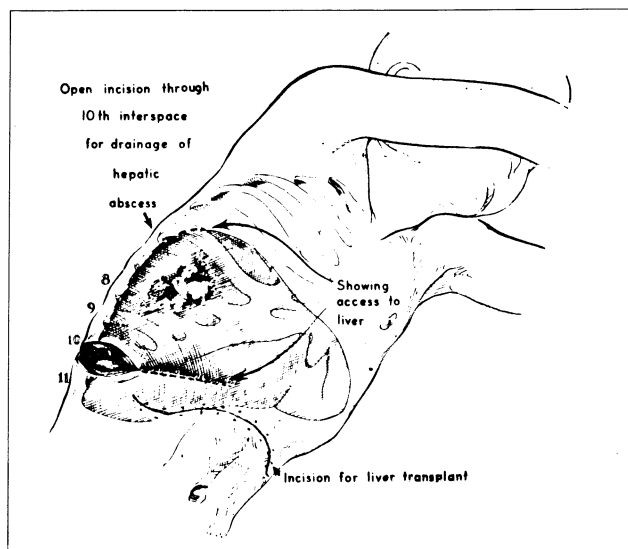 Open incision through
10th interspace
for drainage of
hepatic
abscess
8
9
10
11
Showing
access to
liver
Incision for liver transplant